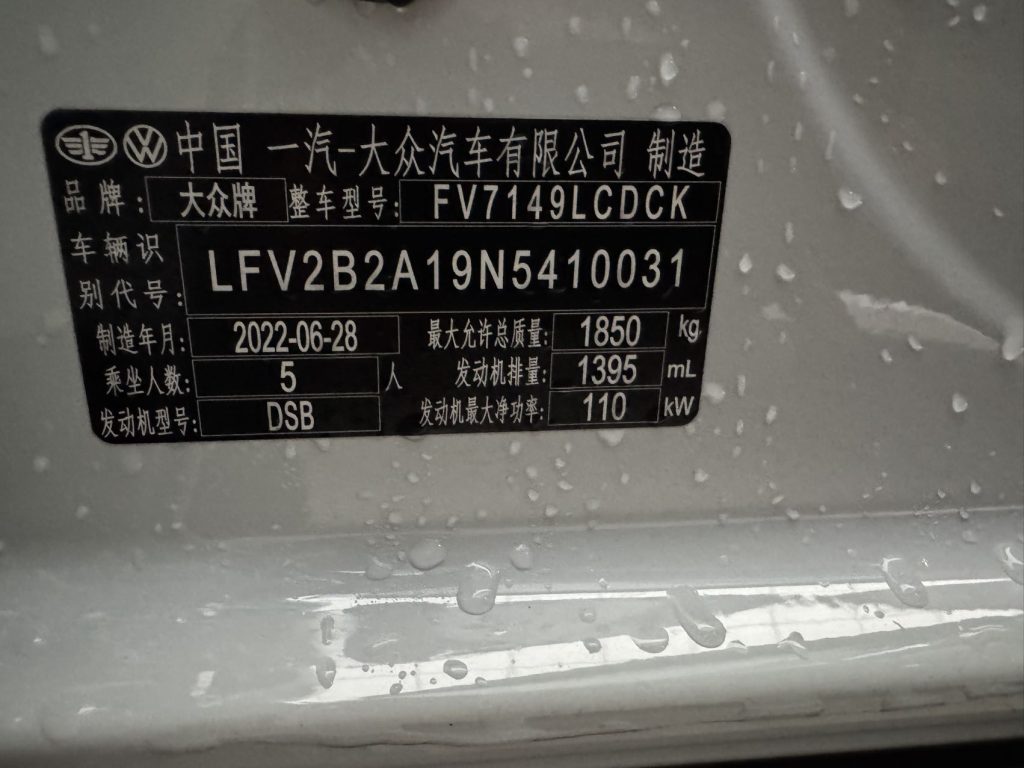 中国 一汽-大众汽车有限公司 制造
品牌: 大众牌 整车型号: FV7149LCDCK
车辆识别代号: LFV2B2A19N5410031
制造年月: 2022-06-28 最大允许总质量: 1850 kg
乘坐人数: 5 人 发动机排量: 1395 mL
发动机型号: DSB 发动机最大净功率: 110 kW